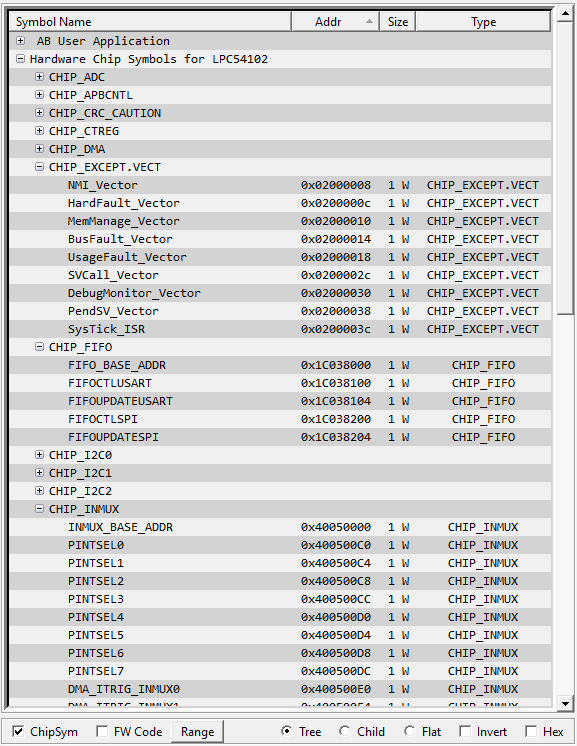 Symbol Name Addr Size Type
AB User Application
Hardware Chip Symbols for LPC54102
CHIP_ADC
CHIP_APBCNTL
CHIP_CRC_CAUTION
CHIP_CTREG
CHIP_DMA
CHIP_EXCEPT.VECT
NMI_Vector 0x02000008 1 W CHIP_EXCEPT.VECT
HardFault_Vector 0x0200000c 1 W CHIP_EXCEPT.VECT
MemManage_Vector 0x02000010 1 W CHIP_EXCEPT.VECT
BusFault_Vector 0x02000014 1 W CHIP_EXCEPT.VECT
UsageFault_Vector 0x02000018 1 W CHIP_EXCEPT.VECT
SVCall_Vector 0x0200002c 1 W CHIP_EXCEPT.VECT
DebugMonitor_Vector 0x02000030 1 W CHIP_EXCEPT.VECT
PendSV_Vector 0x02000038 1 W CHIP_EXCEPT.VECT
SysTick_ISR 0x0200003c 1 W CHIP_EXCEPT.VECT
CHIP_FIFO
FIFO_BASE_ADDR 0x1C038000 1 W CHIP_FIFO
FIFOCTLUSART 0x1C038100 1 W CHIP_FIFO
FIFOUPDATEUSART 0x1C038104 1 W CHIP_FIFO
FIFOCTLSPI 0x1C038200 1 W CHIP_FIFO
FIFOUPDATESPI 0x1C038204 1 W CHIP_FIFO
CHIP_I2C0
CHIP_I2C1
CHIP_I2C2
CHIP_INMUX
INMUX_BASE_ADDR 0x40050000 1 W CHIP_INMUX
PINTSEL0 0x400500C0 1 W CHIP_INMUX
PINTSEL1 0x400500C4 1 W CHIP_INMUX
PINTSEL2 0x400500C8 1 W CHIP_INMUX
PINTSEL3 0x400500CC 1 W CHIP_INMUX
PINTSEL4 0x400500D0 1 W CHIP_INMUX
PINTSEL5 0x400500D4 1 W CHIP_INMUX
PINTSEL6 0x400500D8 1 W CHIP_INMUX
PINTSEL7 0x400500DC 1 W CHIP_INMUX
DMA_ITRIG_INMUX0 0x400500E0 1 W CHIP_INMUX
DMA_ITRIG_INMUX1 0x400500E4 1 W CHIP_INMUX
ChipSym FW Code Range Tree Child Flat Invert Hex